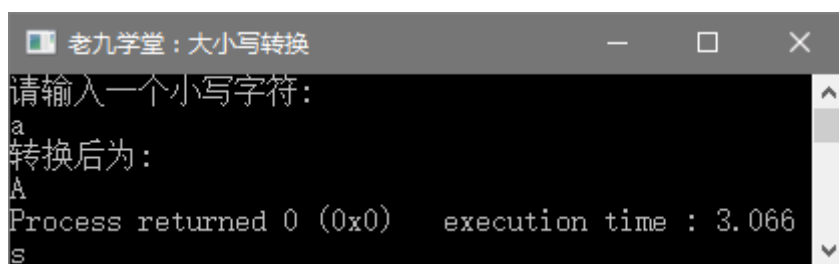 老九学堂：大小写转换
请输入一个小写字符:
a
转换后为:
A
Process returned 0 (0x0)   execution time : 3.066
s